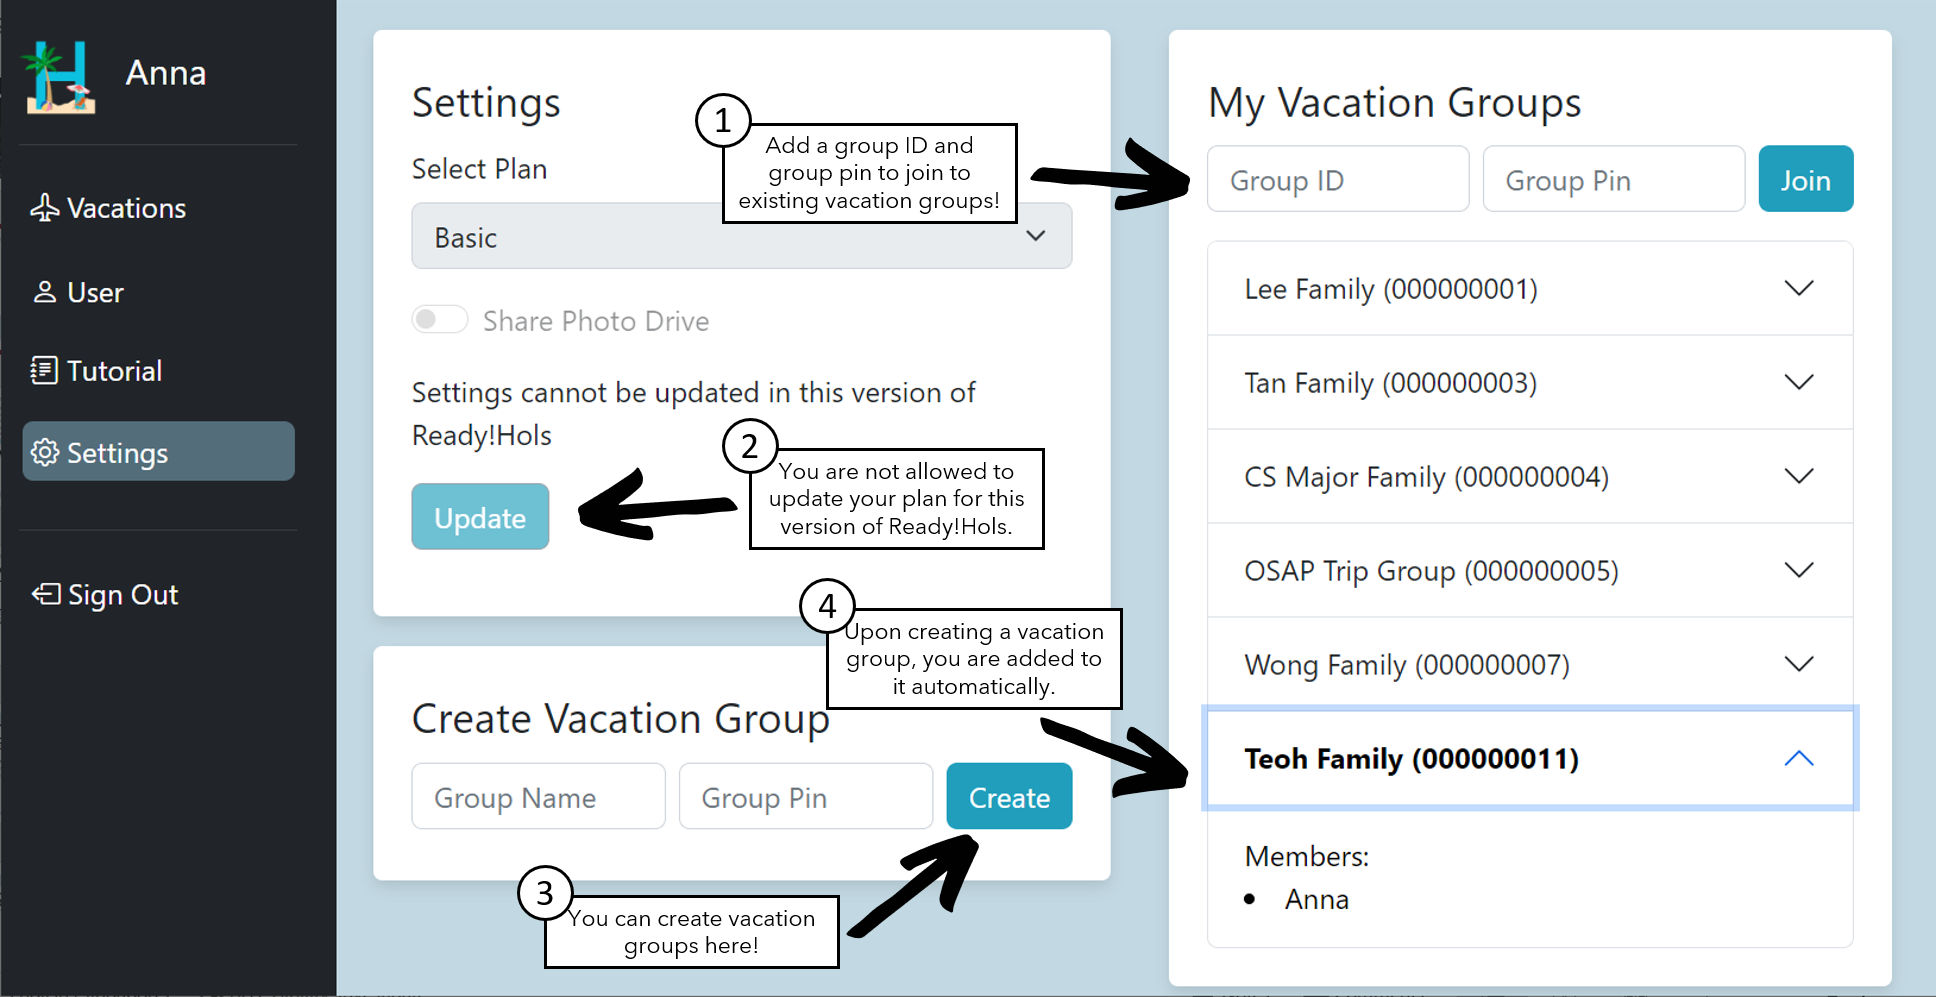 Anna
Vacations
User
Tutorial
Settings
Sign Out
Settings
Select Plan
Basic
Share Photo Drive
Settings cannot be updated in this version of
Ready!Hols
Update
1
Add a group ID and
group pin to join to
existing vacation groups!
2
You are not allowed to
update your plan for this
version of Ready!Hols.
Create Vacation Group
Group Name
Group Pin
Create
3
You can create vacation
groups here!
4
Upon creating a vacation
group, you are added to
it automatically.
My Vacation Groups
Group ID
Group Pin
Join
Lee Family (000000001)
Tan Family (000000003)
CS Major Family (000000004)
OSAP Trip Group (000000005)
Wong Family (000000007)
Teoh Family (000000011)
Members:
• Anna